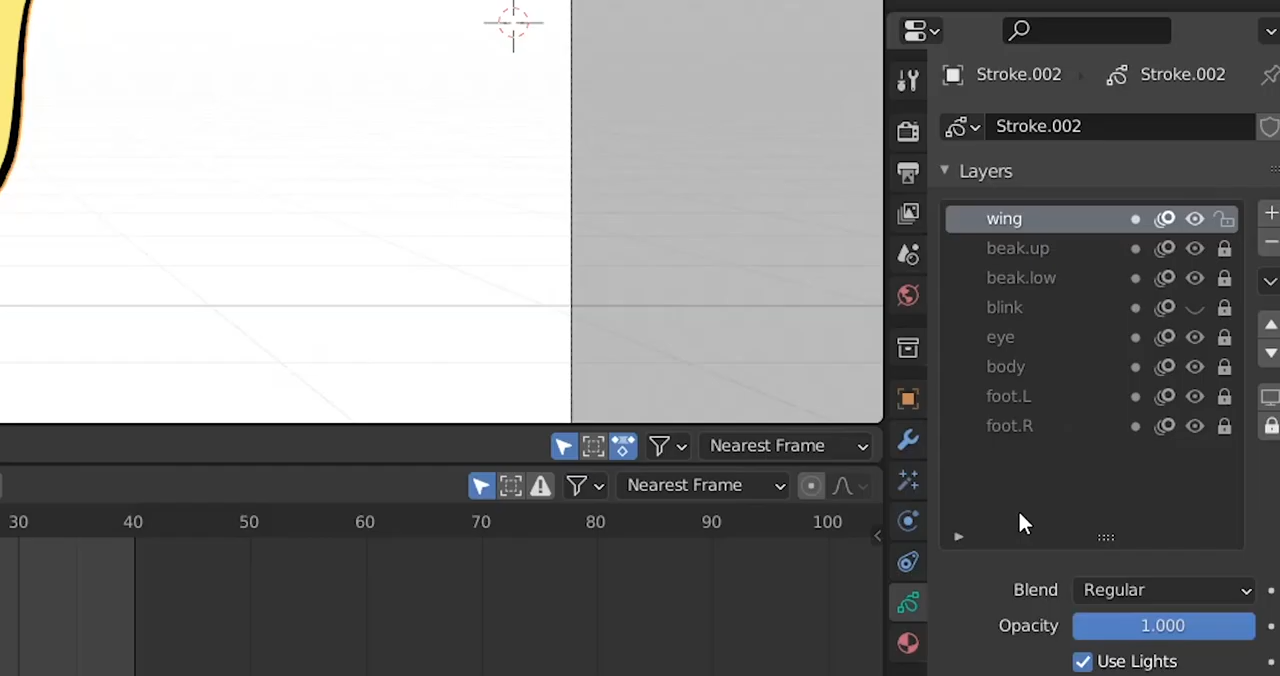 Stroke.002 Stroke.002
Stroke.002
Layers
wing
beak.up
beak.low
blink
eye
body
foot.L
foot.R
Nearest Frame
Nearest Frame
30 40 50 60 70 80 90 100
Blend Regular
Opacity 1.000
Use Lights